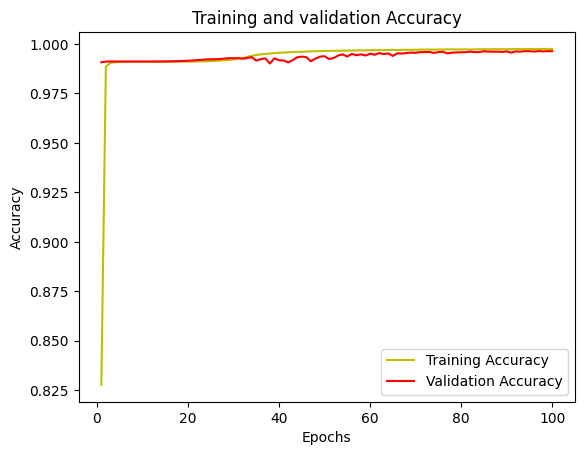 Training and validation Accuracy
1.000
0.975
0.950
0.925
0.900
0.875
0.850
0.825
Accuracy
Training Accuracy
Validation Accuracy
0 20 40 60 80 100
Epochs